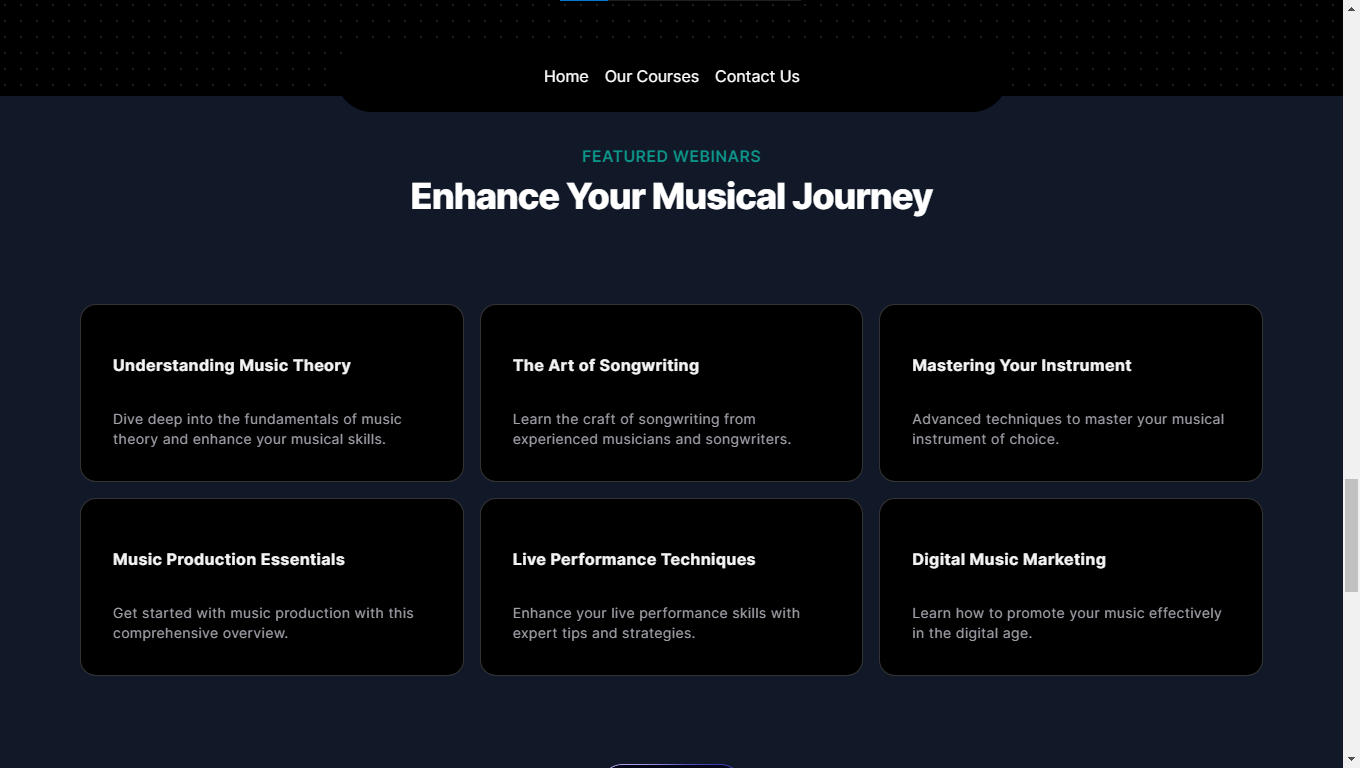 Home Our Courses Contact Us
FEATURED WEBINARS
Enhance Your Musical Journey
Understanding Music Theory
Dive deep into the fundamentals of music
theory and enhance your musical skills.
The Art of Songwriting
Learn the craft of songwriting from
experienced musicians and songwriters.
Mastering Your Instrument
Advanced techniques to master your musical
instrument of choice.
Music Production Essentials
Get started with music production with this
comprehensive overview.
Live Performance Techniques
Enhance your live performance skills with
expert tips and strategies.
Digital Music Marketing
Learn how to promote your music effectively
in the digital age.